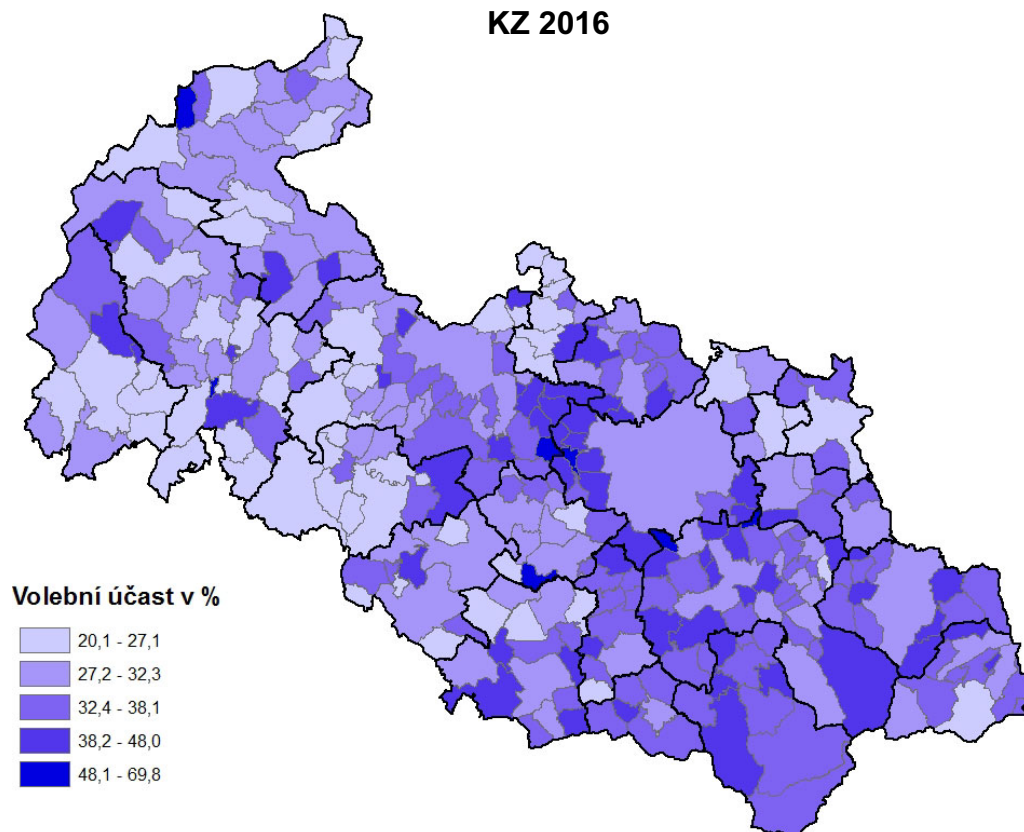 KZ 2016
Volební účast v %
20,1 - 27,1
27,2 - 32,3
32,4 - 38,1
38,2 - 48,0
48,1 - 69,8